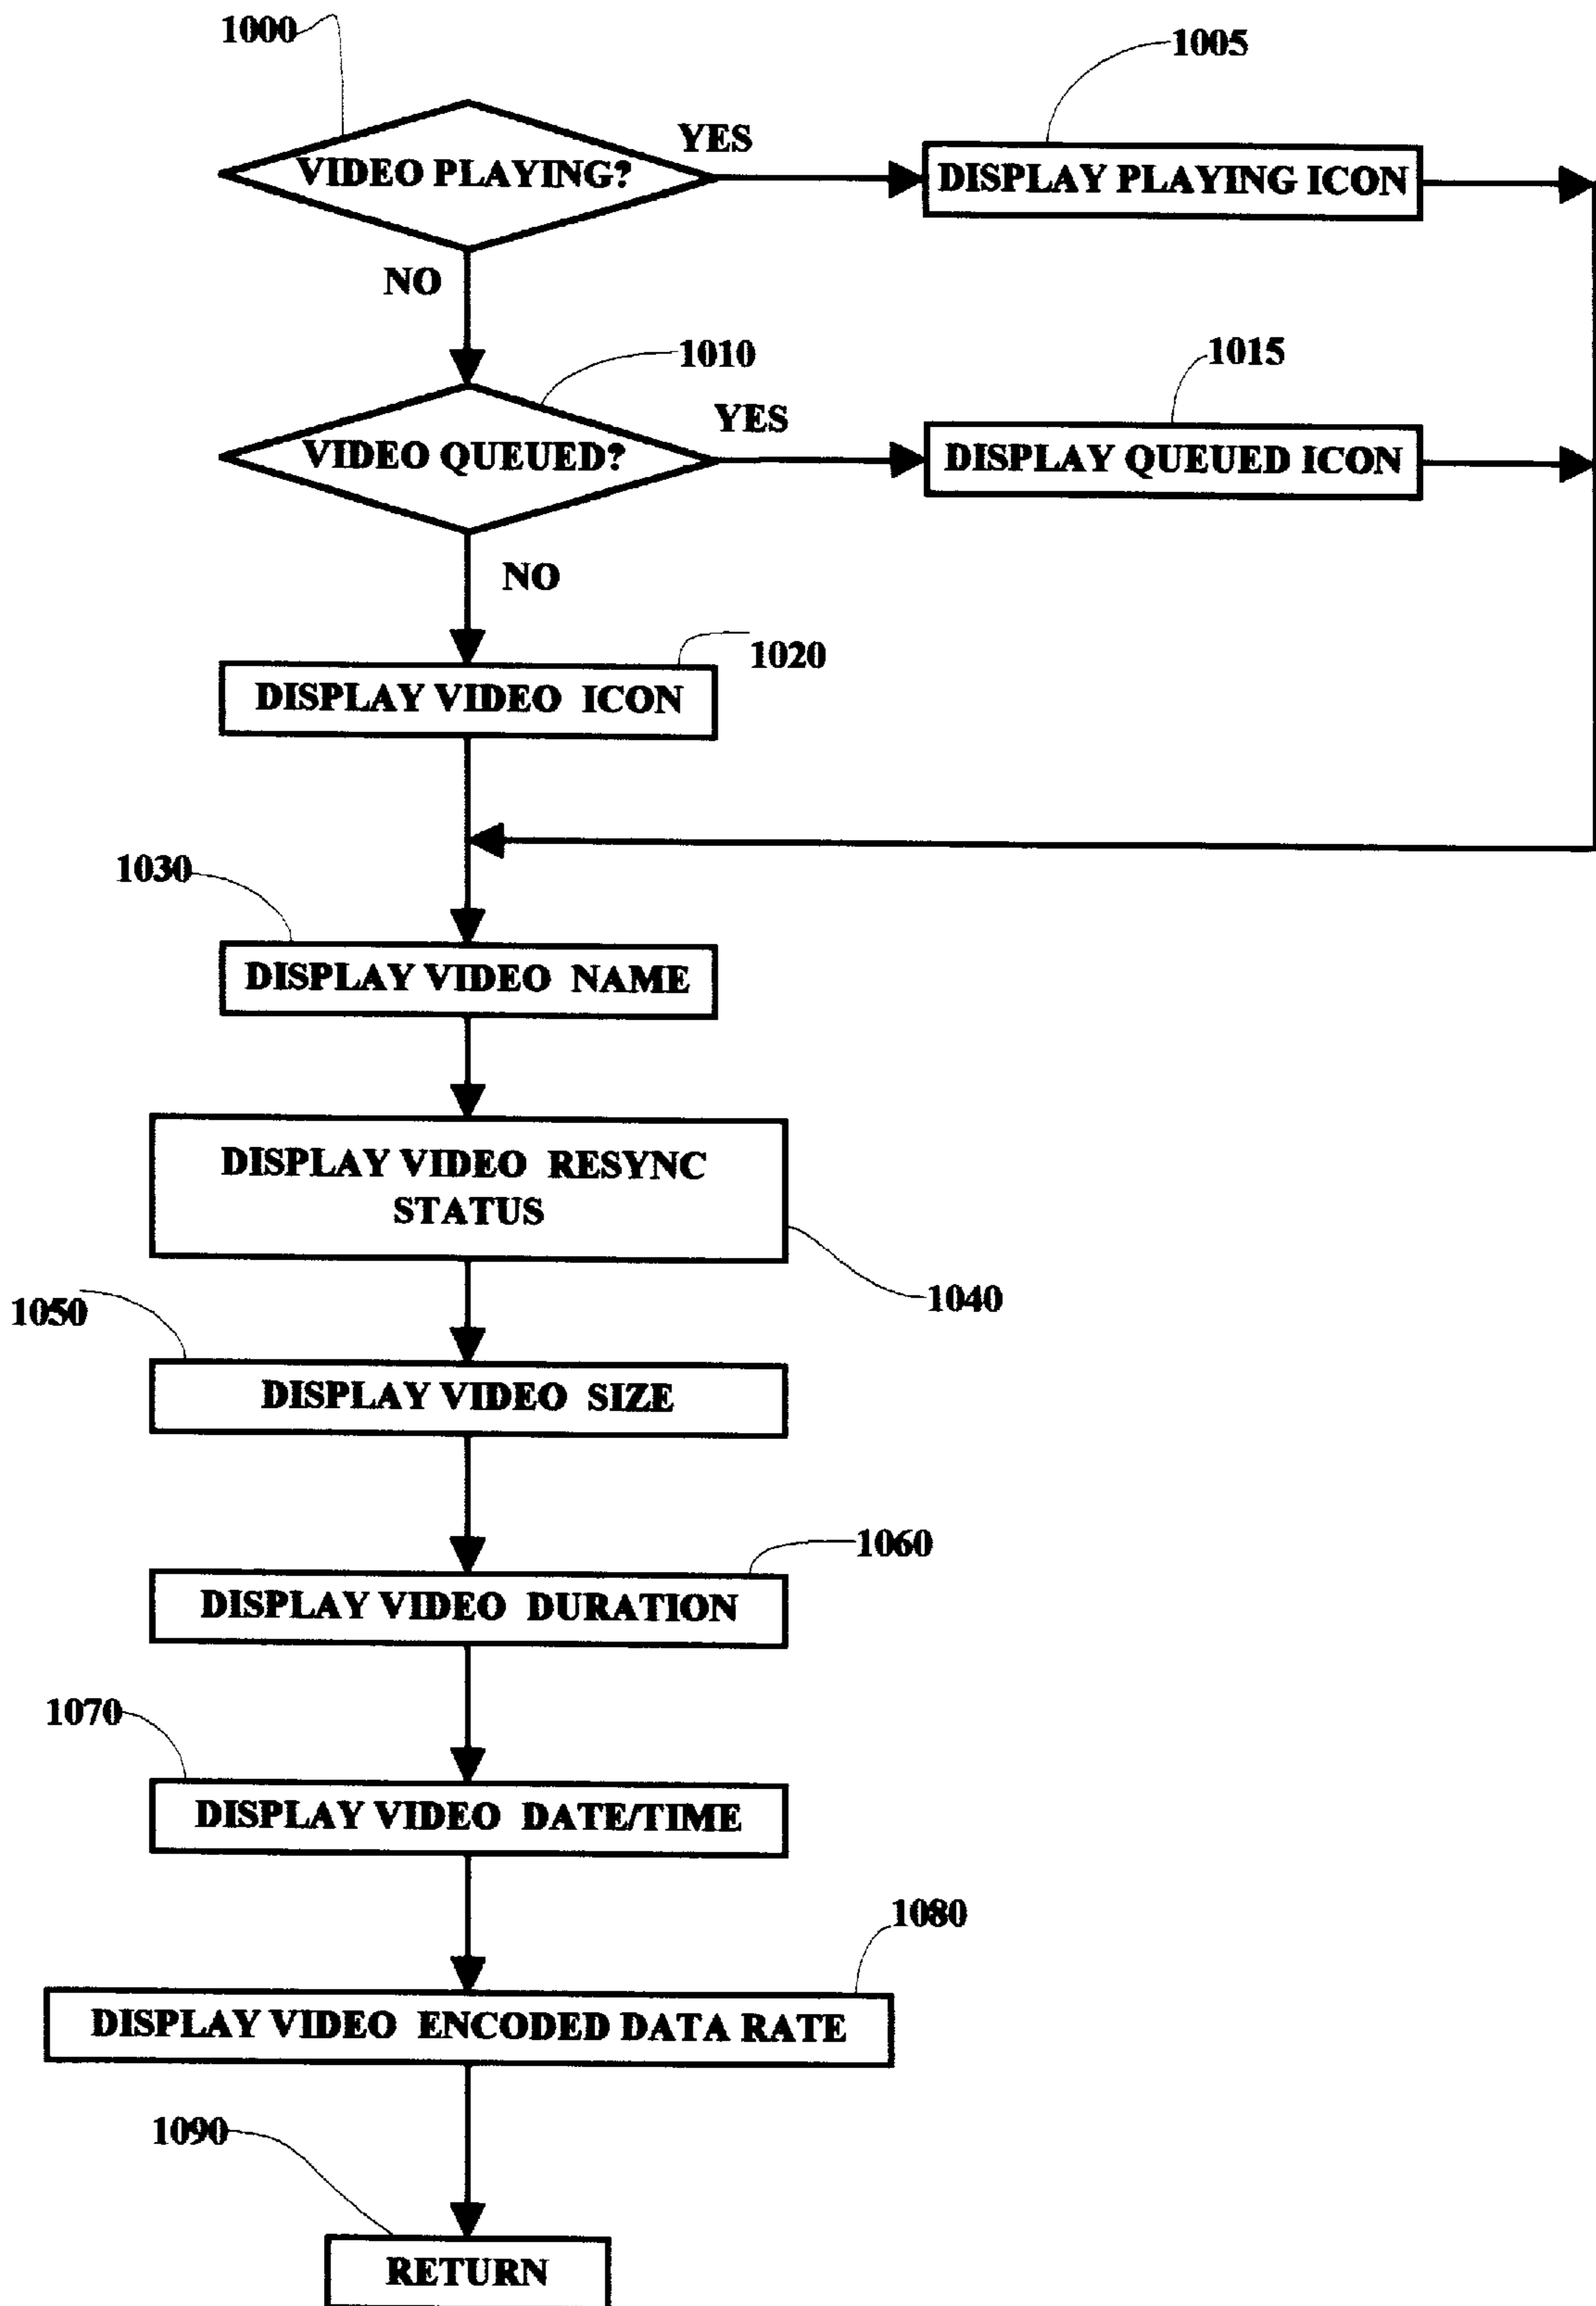 1000
1005
VIDEO PLAYING?
YES
DISPLAY PLAYING ICON
NO
1010
1015
VIDEO QUEUED?
YES
DISPLAY QUEUED ICON
NO
1020
DISPLAY VIDEO ICON
1030
DISPLAY VIDEO NAME
DISPLAY VIDEO RESYNC
STATUS
1040
1050
DISPLAY VIDEO SIZE
1060
DISPLAY VIDEO DURATION
1070
DISPLAY VIDEO DATE/TIME
1080
DISPLAY VIDEO ENCODED DATA RATE
1090
RETURN